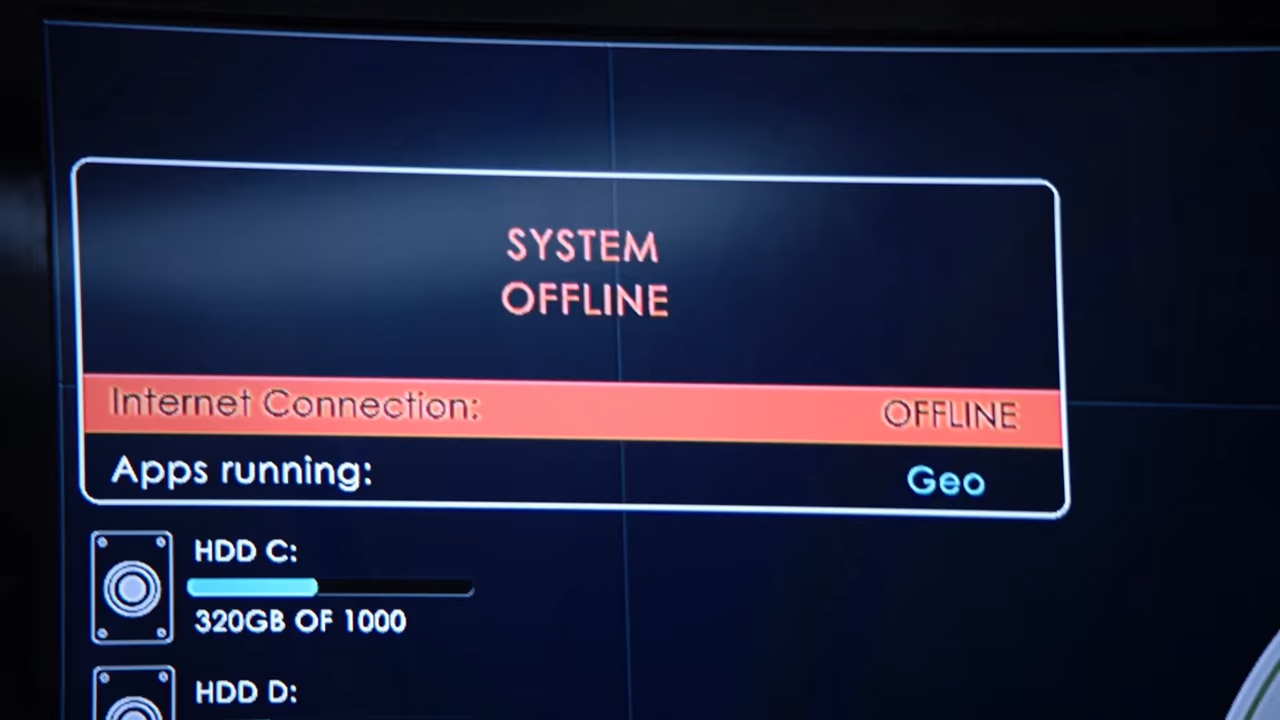 SYSTEM
OFFLINE
Internet Connection: OFFLINE
Apps running: Geo
HDD C:
320GB OF 1000
HDD D: